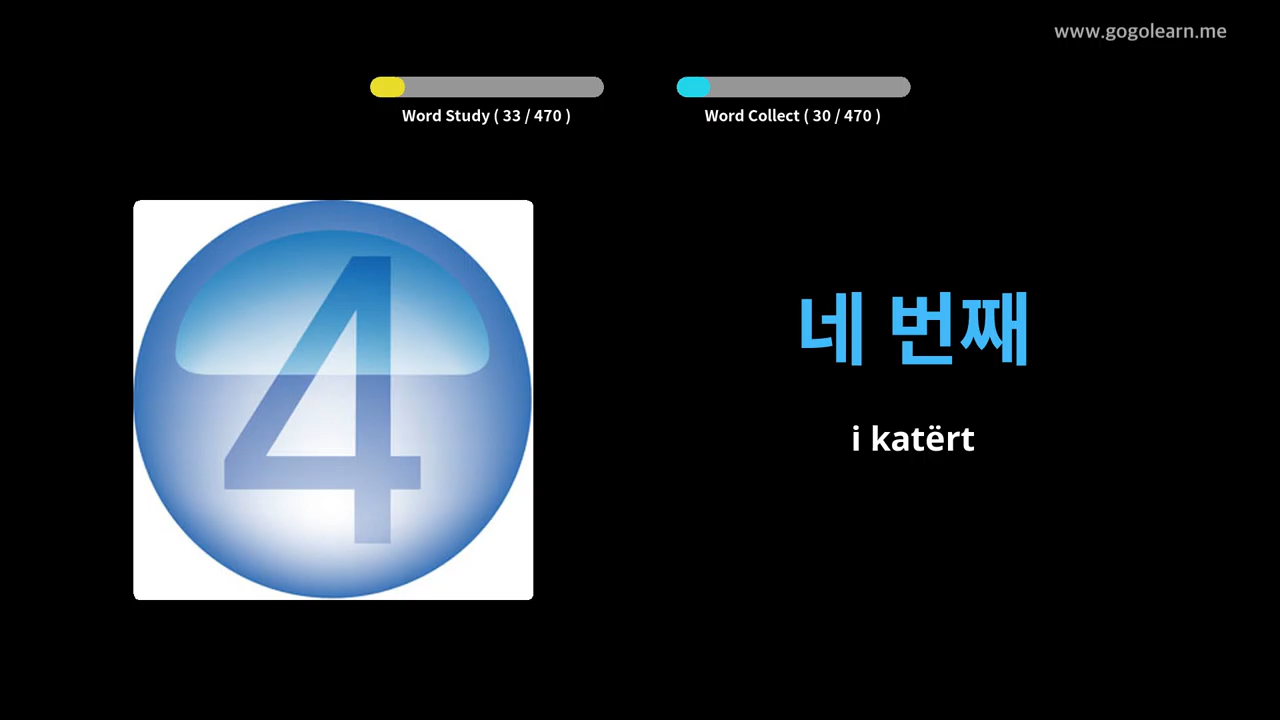 www.gogolearn.me
Word Study ( 33 / 470 )
Word Collect ( 30 / 470 )
4
네 번째
i katërt